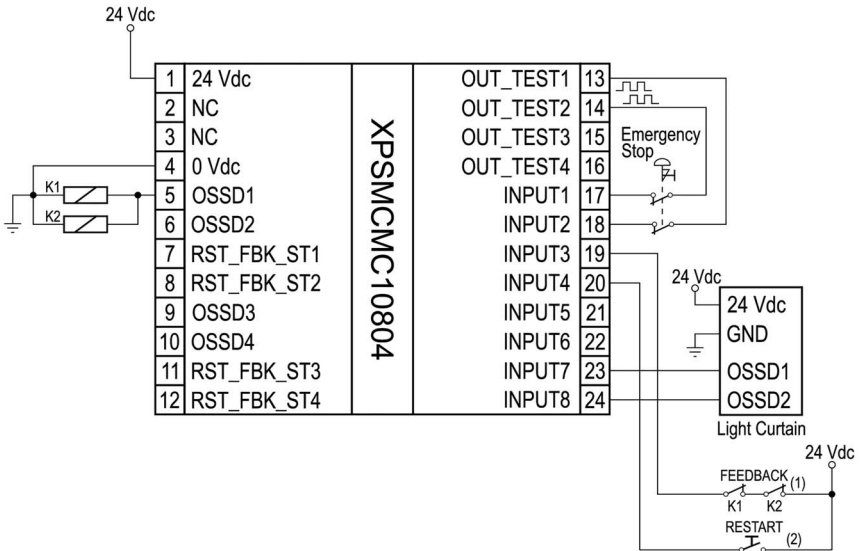 24 Vdc
1 24 Vdc
2 NC
3 NC
4 0 Vdc
5 OSSD1
6 OSSD2
7 RST_FBK_ST1
8 RST_FBK_ST2
9 OSSD3
10 OSSD4
11 RST_FBK_ST3
12 RST_FBK_ST4
K1
K2
XPSMCMC10804
OUT_TEST1 13
OUT_TEST2 14
OUT_TEST3 15
OUT_TEST4 16
INPUT1 17
INPUT2 18
INPUT3 19
INPUT4 20
INPUT5 21
INPUT6 22
INPUT7 23
INPUT8 24
Emergency
Stop
24 Vdc
24 Vdc
GND
OSSD1
OSSD2
Light Curtain
24 Vdc
FEEDBACK (1)
K1 K2
RESTART
(2)